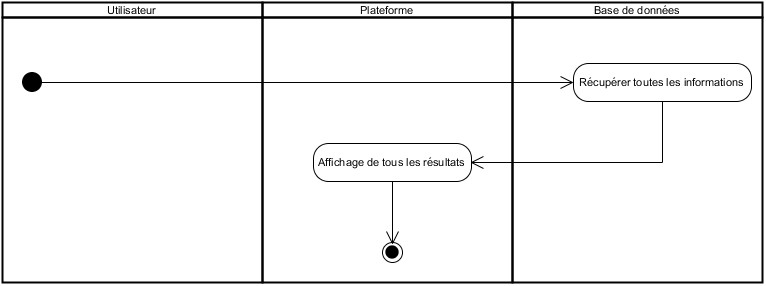 Utilisateur
Plateforme
Base de données
Récupérer toutes les informations
Affichage de tous les résultats